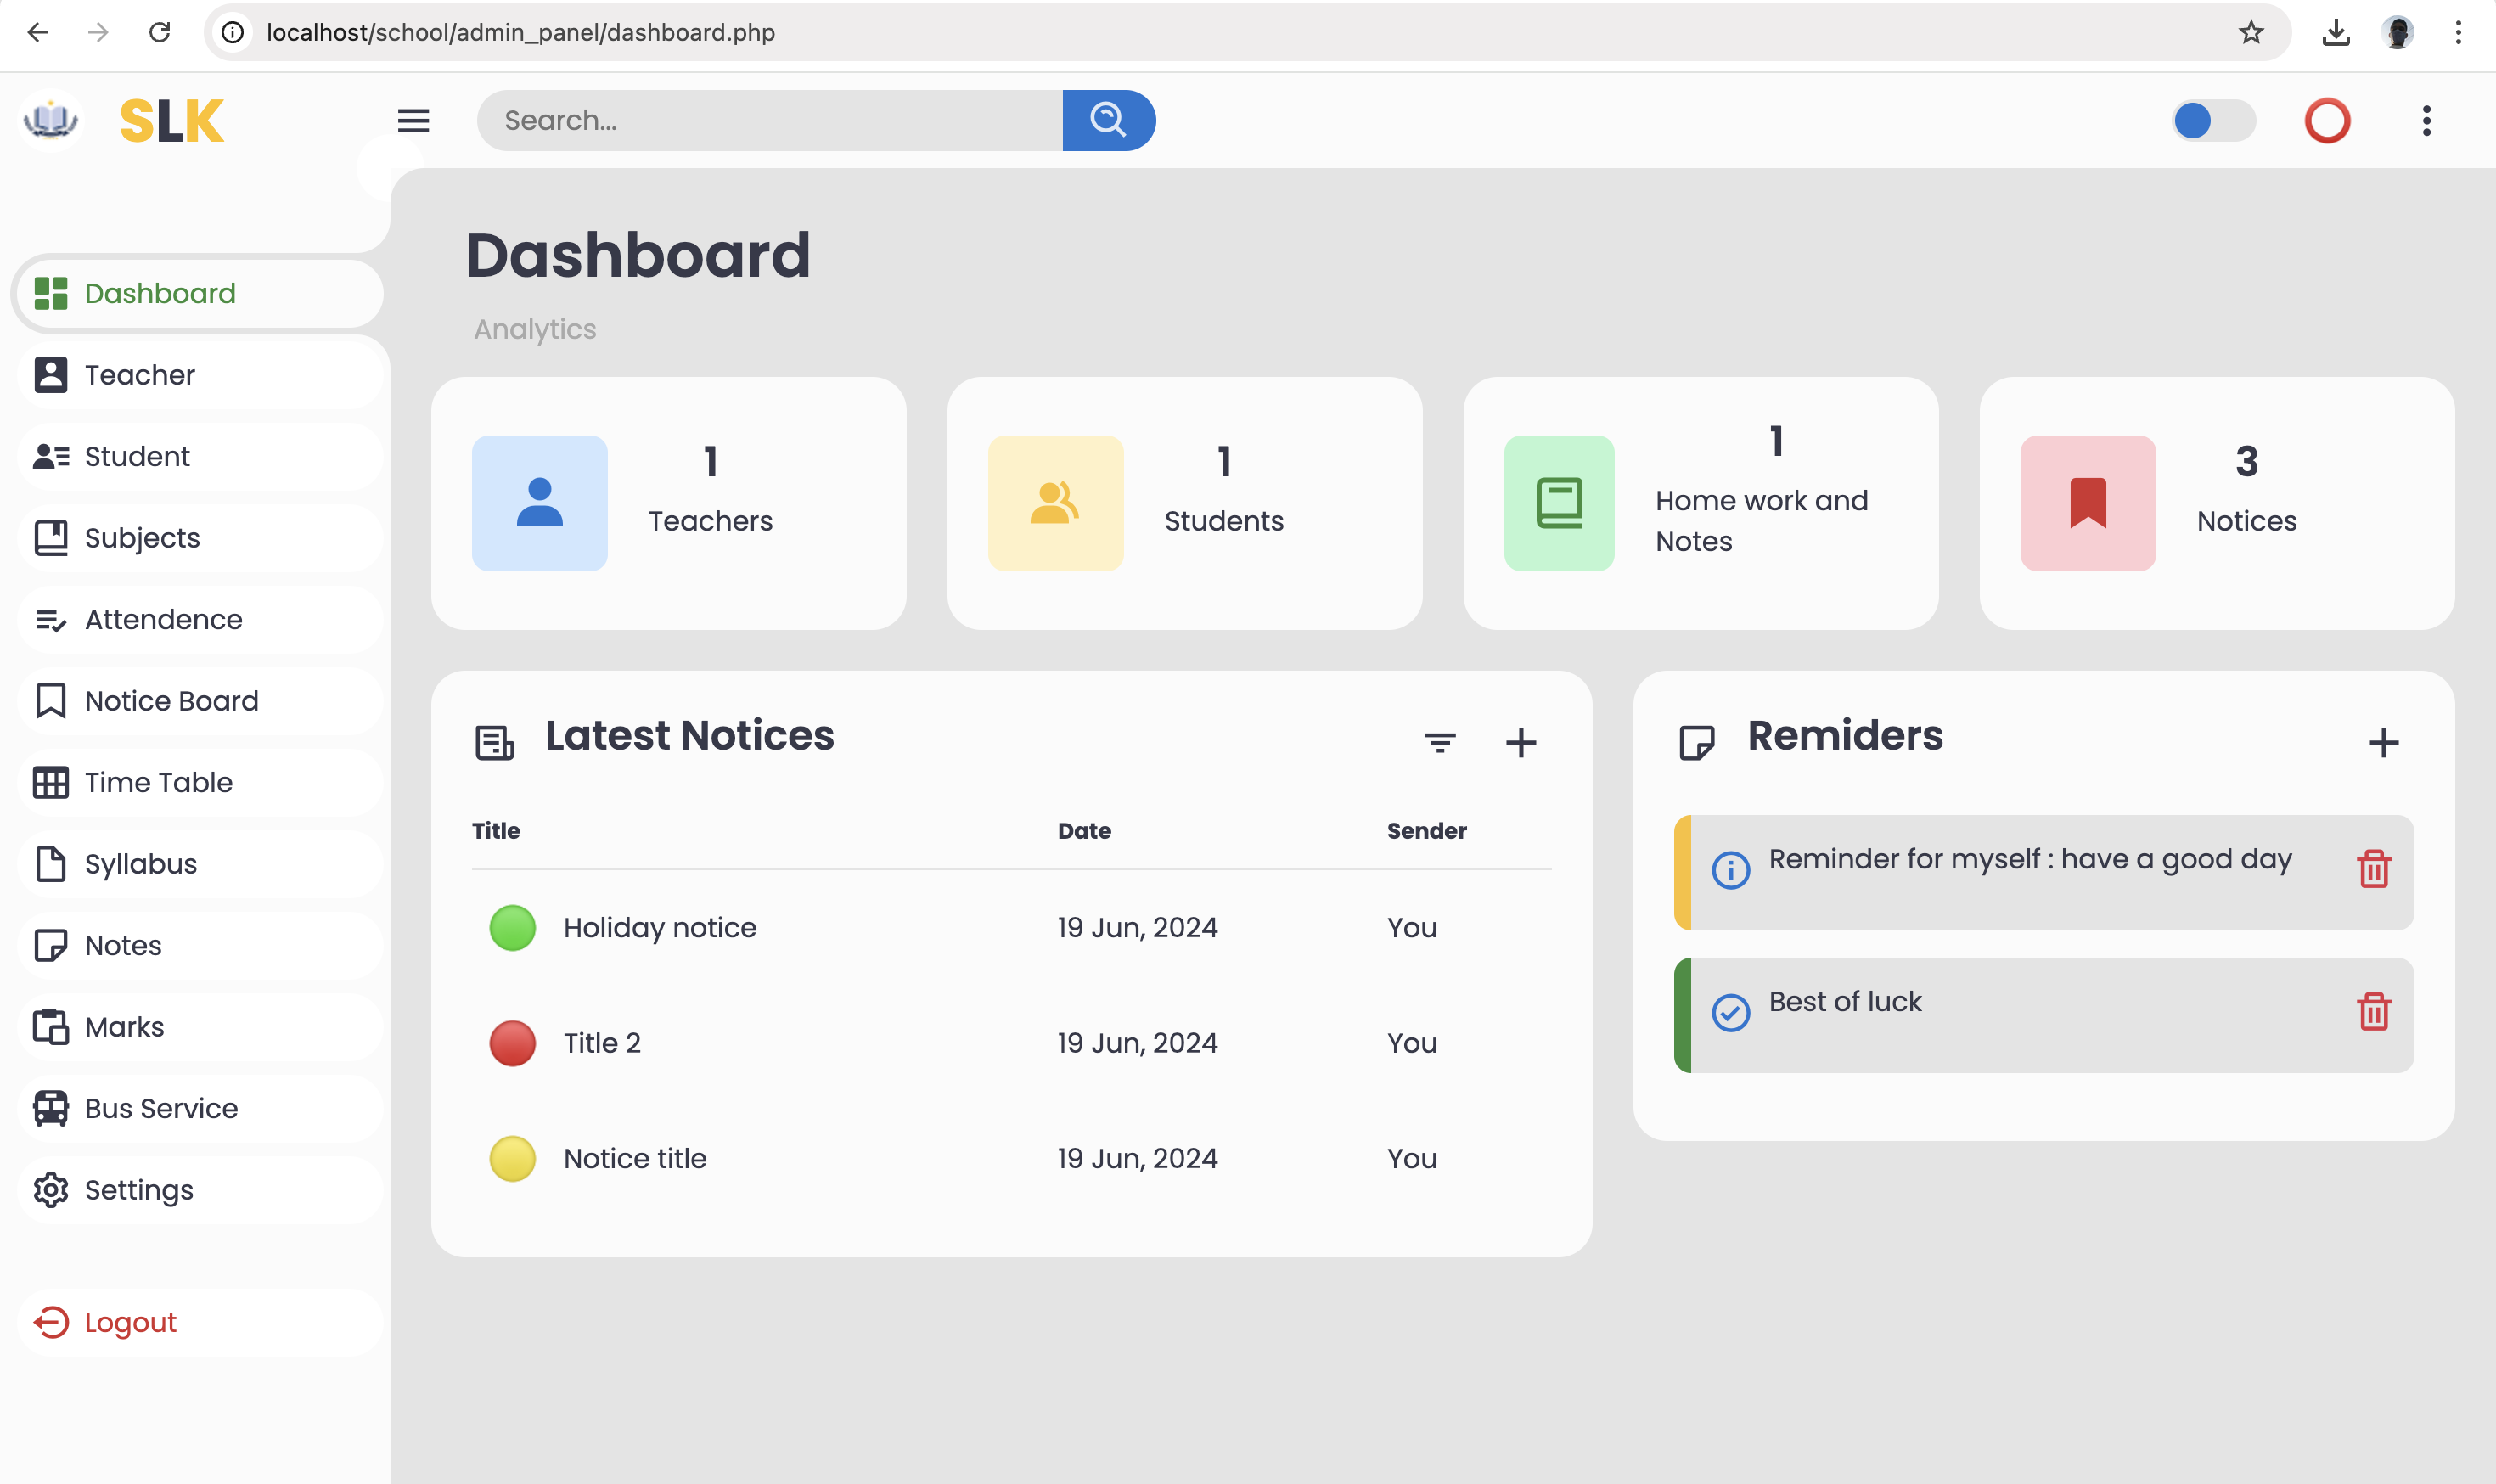 localhost/school/admin_panel/dashboard.php
SLK
Search...
Dashboard
Teacher
Student
Subjects
Attendence
Notice Board
Time Table
Syllabus
Notes
Marks
Bus Service
Settings
Logout
Dashboard
Analytics
1
Teachers
1
Students
1
Home work and
Notes
3
Notices
Latest Notices
Title Date Sender
Holiday notice 19 Jun, 2024 You
Title 2 19 Jun, 2024 You
Notice title 19 Jun, 2024 You
Remiders
Reminder for myself : have a good day
Best of luck